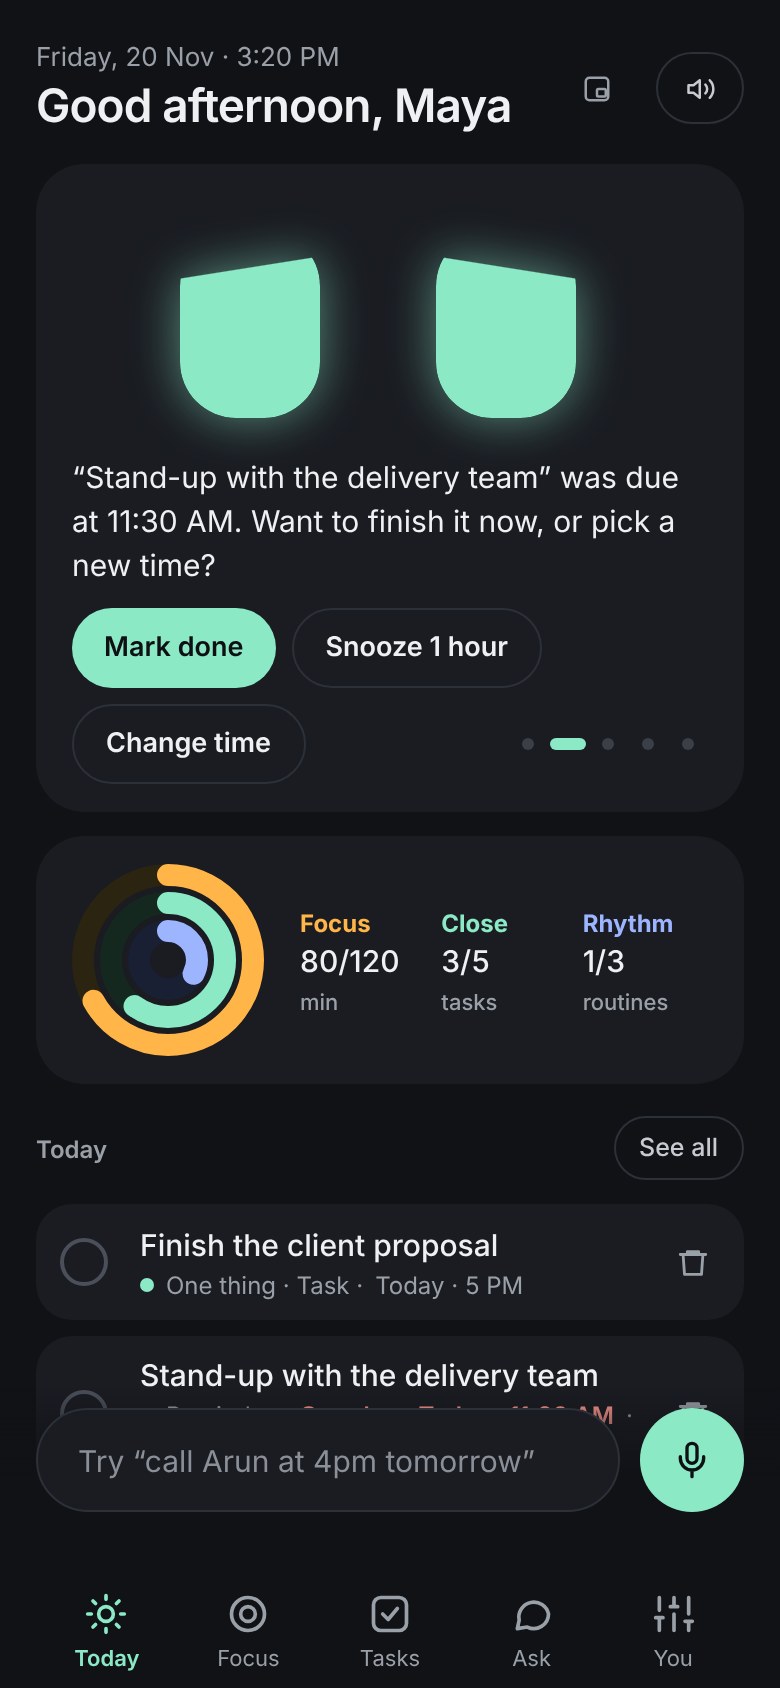 Friday, 20 Nov · 3:20 PM
Good afternoon, Maya
“Stand-up with the delivery team” was due
at 11:30 AM. Want to finish it now, or pick a
new time?
Mark done
Snooze 1 hour
Change time
Focus
80/120
min
Close
3/5
tasks
Rhythm
1/3
routines
Today
See all
Finish the client proposal
One thing · Task · Today · 5 PM
Stand-up with the delivery team
Try “call Arun at 4pm tomorrow”
Today
Focus
Tasks
Ask
You